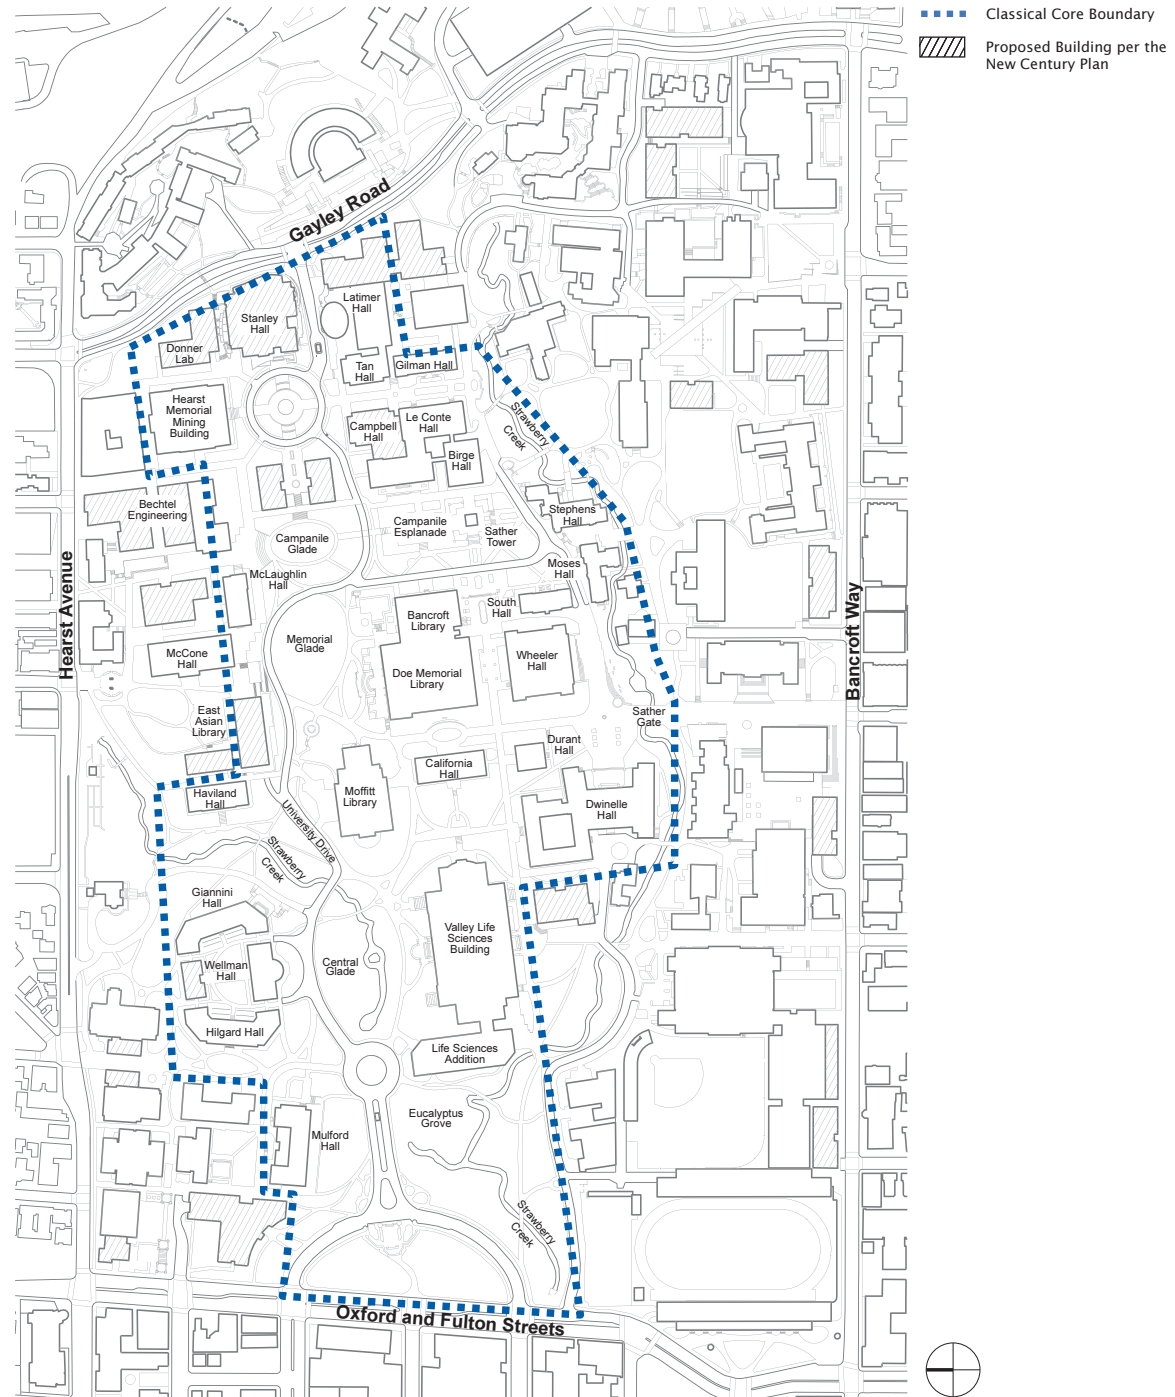 Classical Core Boundary
Proposed Building per the
New Century Plan
Gayley Road
Latimer
Hall
Stanley
Hall
Donner
Lab
Tan
Hall
Gilman Hall
Hearst
Memorial
Mining
Building
Strawberry
Creek
Le Conte
Hall
Campbell
Hall
Birge
Hall
Bechtel
Engineering
Stephens
Hall
Campanile
Esplanade
Sather
Tower
Campanile
Glade
Moses
Hall
McLaughlin
Hall
Hearst Avenue
Bancroft Way
South
Hall
Bancroft
Library
Memorial
Glade
McCone
Hall
Wheeler
Hall
Doe Memorial
Library
East
Asian
Library
Sather
Gate
Durant
Hall
California
Hall
Haviland
Hall
Moffitt
Library
Dwinelle
Hall
University Drive
Strawberry
Creek
Giannini
Hall
Valley Life
Sciences
Building
Wellman
Hall
Central
Glade
Hilgard Hall
Life Sciences
Addition
Eucalyptus
Grove
Mulford
Hall
Strawberry
Creek
Oxford and Fulton Streets